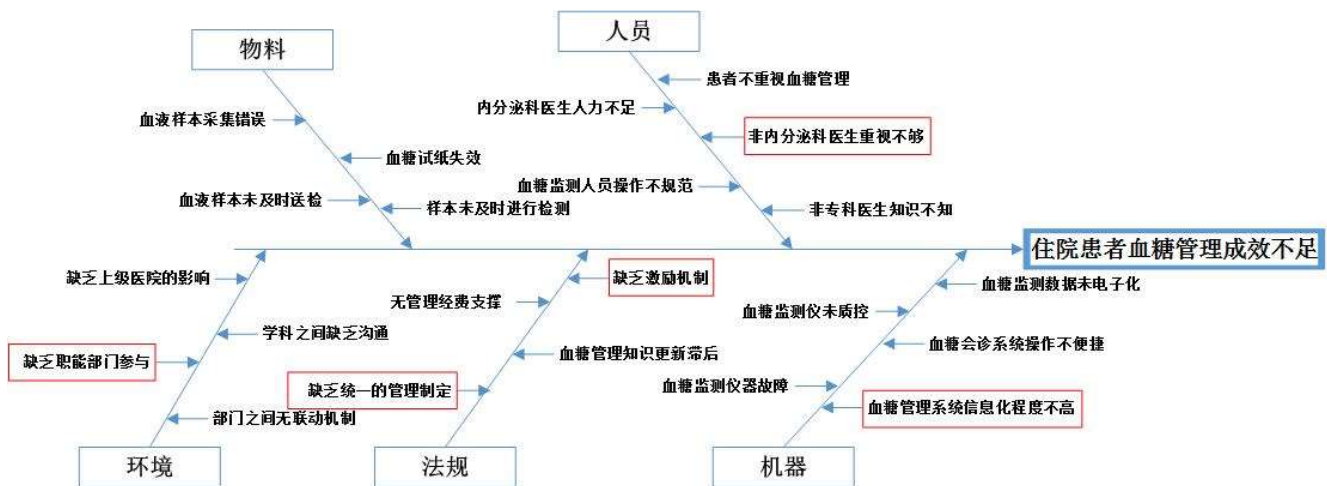 物料
人员
血液样本采集错误
血糖试纸失效
血液样本未及时送检
样本未及时进行检测
患者不重视血糖管理
内分泌科医生人力不足
非内分泌科医生重视不够
血糖监测人员操作不规范
非专科医生知识不知
住院患者血糖管理成效不足
缺乏上级医院的影响
学科之间缺乏沟通
缺乏职能部门参与
部门之间无联动机制
缺乏激励机制
无管理经费支撑
血糖管理知识更新滞后
缺乏统一的管理制定
血糖监测数据未电子化
血糖监测仪未质控
血糖会诊系统操作不便捷
血糖监测仪器故障
血糖管理系统信息化程度不高
环境
法规
机器